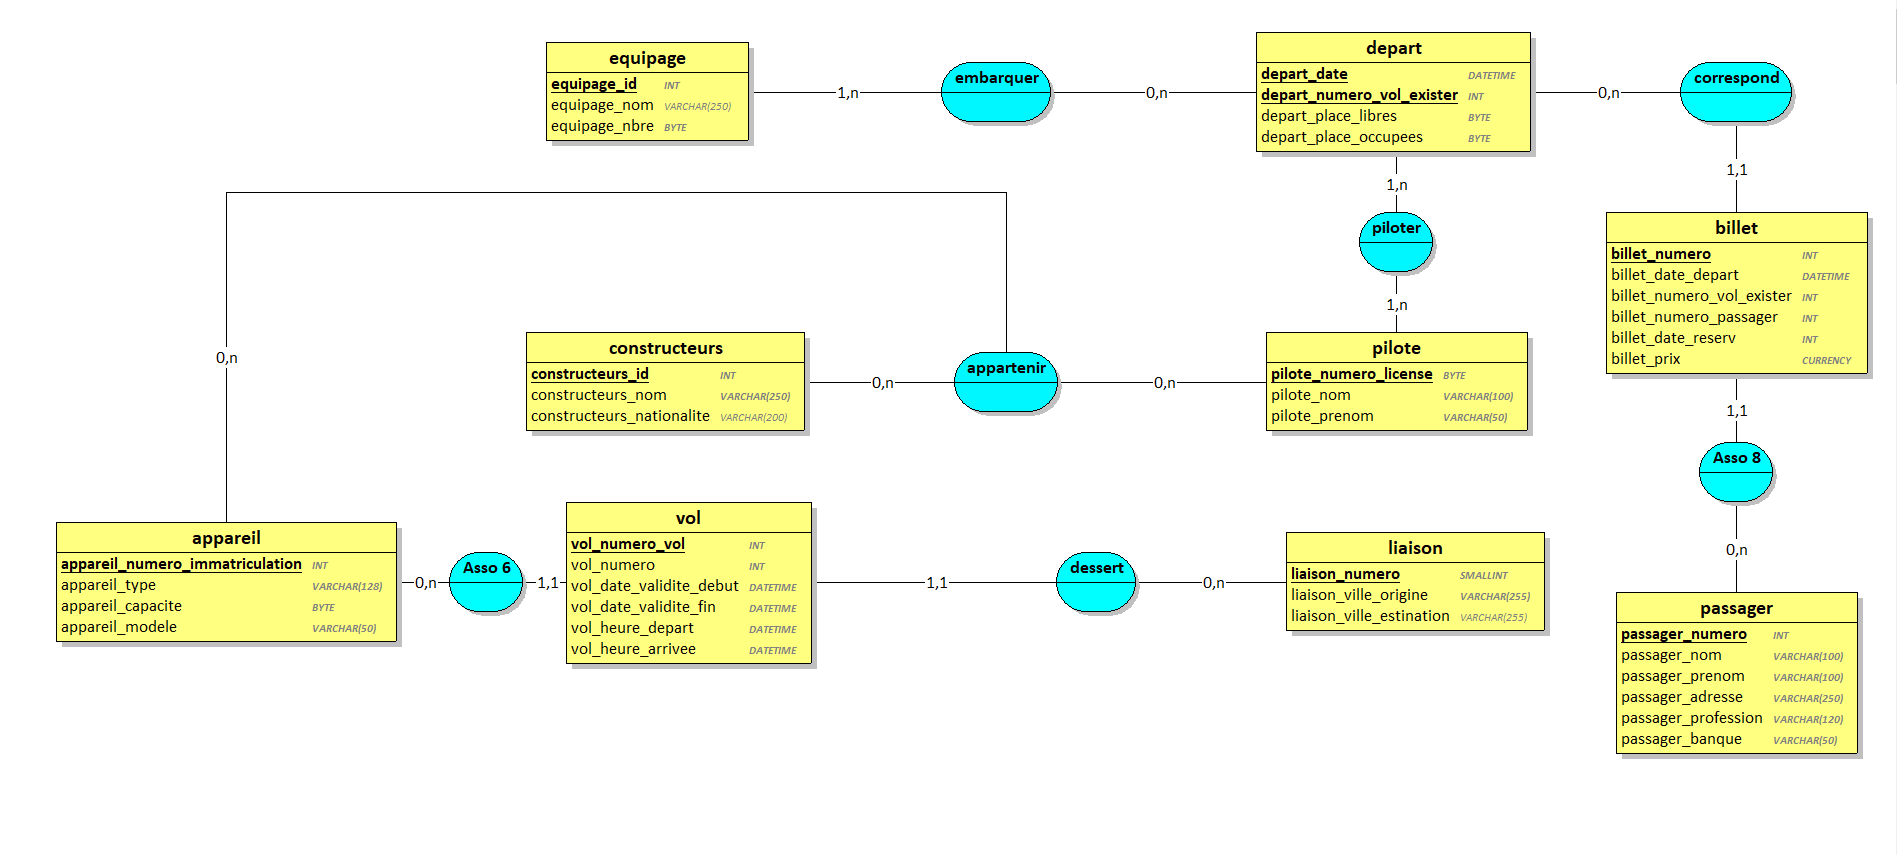 equipage
equipage_id INT
equipage_nom VARCHAR(250)
equipage_nbre BYTE
1,n
embarquer
0,n
depart
depart_date DATETIME
depart_numero_vol_exister INT
depart_place_libres BYTE
depart_place_occupees BYTE
0,n
correspond
1,1
1,n
piloter
1,n
billet
billet_numero INT
billet_date_depart DATETIME
billet_numero_vol_exister INT
billet_numero_passager INT
billet_date_reserv INT
billet_prix CURRENCY
0,n
constructeurs
constructeurs_id INT
constructeurs_nom VARCHAR(250)
constructeurs_nationalite VARCHAR(200)
0,n
appartenir
0,n
pilote
pilote_numero_license BYTE
pilote_nom VARCHAR(100)
pilote_prenom VARCHAR(50)
1,1
Asso 8
0,n
appareil
appareil_numero_immatriculation INT
appareil_type VARCHAR(128)
appareil_capacite BYTE
appareil_modele VARCHAR(50)
0,n
Asso 6
1,1
vol
vol_numero_vol INT
vol_numero INT
vol_date_validite_debut DATETIME
vol_date_validite_fin DATETIME
vol_heure_depart DATETIME
vol_heure_arrivee DATETIME
1,1
dessert
0,n
liaison
liaison_numero SMALLINT
liaison_ville_origine VARCHAR(255)
liaison_ville_estination VARCHAR(255)
passager
passager_numero INT
passager_nom VARCHAR(100)
passager_prenom VARCHAR(100)
passager_adresse VARCHAR(250)
passager_profession VARCHAR(120)
passager_banque VARCHAR(50)